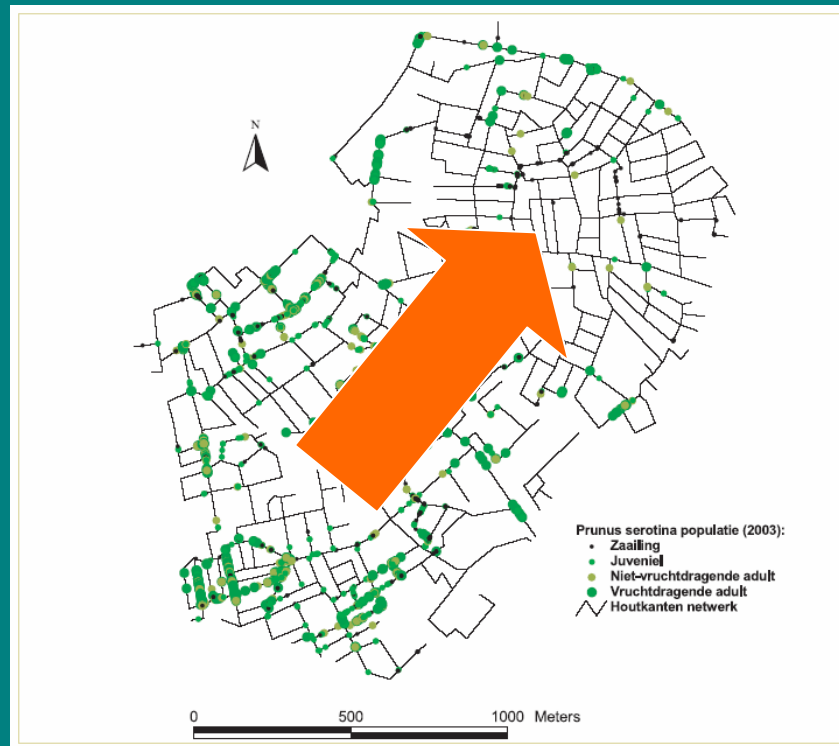 N
Prunus serotina populatie (2003):
Zaailing
Juveniel
Niet-vruchtdragende adult
Vruchtdragende adult
Houtkanten netwerk
0 500 1000 Meters